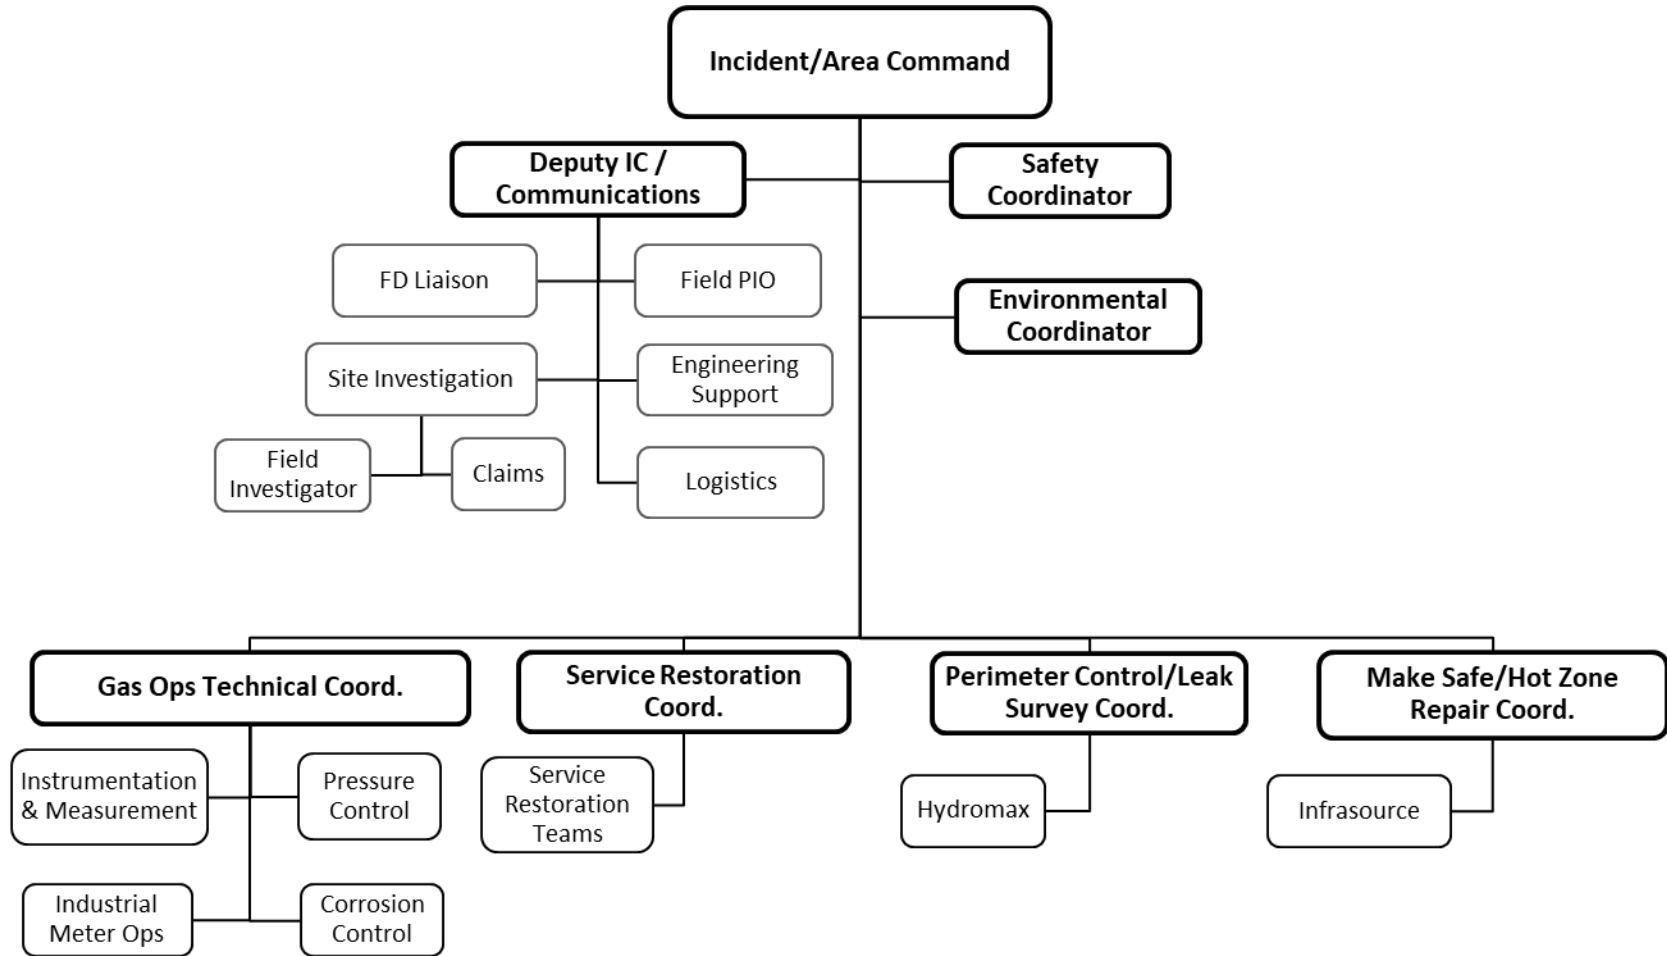 Incident/Area Command
Deputy IC /
Communications
Safety
Coordinator
FD Liaison
Field PIO
Environmental
Coordinator
Site Investigation
Engineering
Support
Field
Investigator
Claims
Logistics
Gas Ops Technical Coord.
Service Restoration
Coord.
Perimeter Control/Leak
Survey Coord.
Make Safe/Hot Zone
Repair Coord.
Instrumentation
& Measurement
Pressure
Control
Service
Restoration
Teams
Hydromax
Infrasource
Industrial
Meter Ops
Corrosion
Control